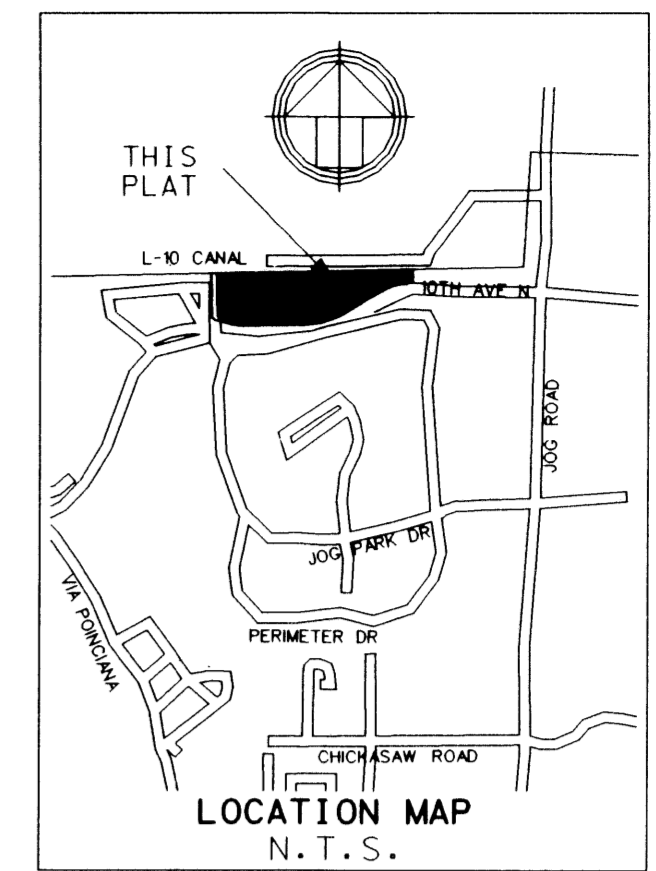 THIS
PLAT
L-10 CANAL
10TH AVE N
JOG ROAD
JOG PARK DR
VIA POINCIANA
PERIMETER DR
CHICKASAW ROAD
LOCATION MAP
N.T.S.